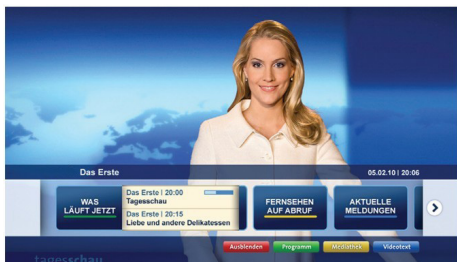 Das Erste
05.02.10 | 20:06
WAS
LÄUFT JETZT
Das Erste | 20:00
Tagesschau
Das Erste | 20:15
Liebe und andere Delikatessen
FERNSEHEN
AUF ABRUF
AKTUELLE
MELDUNGEN
Ausblenden
Programm
Mediathek
Videotext
tagesschau